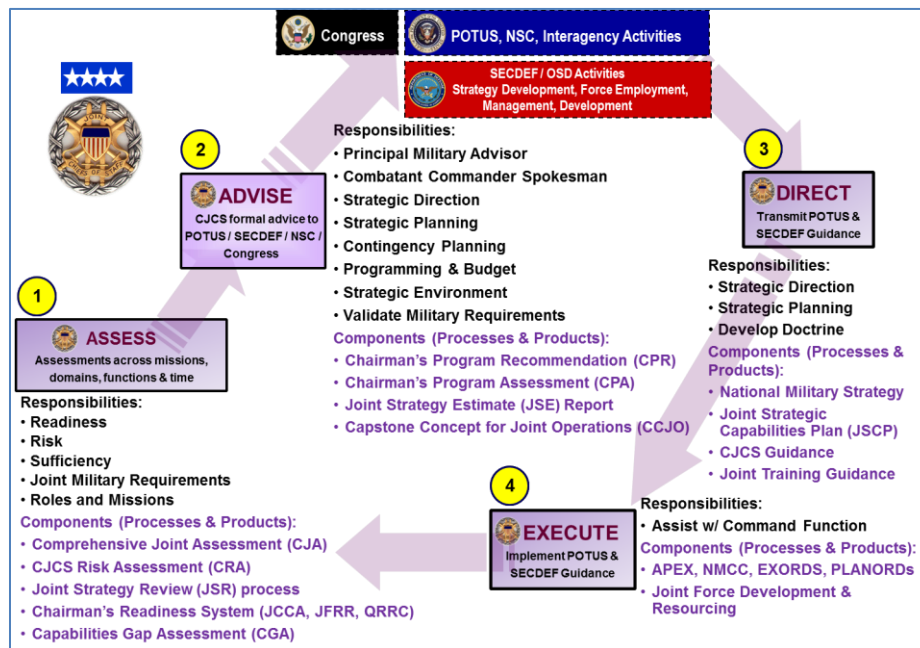 Congress
POTUS, NSC, Interagency Activities
SECDEF / OSD Activities
Strategy Development, Force Employment,
Management, Development
JOINT
CHIEFS OF STAFF
1
ASSESS
Assessments across missions,
domains, functions & time
Responsibilities:
• Readiness
• Risk
• Sufficiency
• Joint Military Requirements
• Roles and Missions
Components (Processes & Products):
• Comprehensive Joint Assessment (CJA)
• CJCS Risk Assessment (CRA)
• Joint Strategy Review (JSR) process
• Chairman's Readiness System (JCCA, JFRR, QRRC)
• Capabilities Gap Assessment (CGA)
2
ADVISE
CJCS formal advice to
POTUS / SECDEF / NSC /
Congress
Responsibilities:
• Principal Military Advisor
• Combatant Commander Spokesman
• Strategic Direction
• Strategic Planning
• Contingency Planning
• Programming & Budget
• Strategic Environment
• Validate Military Requirements
Components (Processes & Products):
• Chairman's Program Recommendation (CPR)
• Chairman's Program Assessment (CPA)
• Joint Strategy Estimate (JSE) Report
• Capstone Concept for Joint Operations (CCJO)
3
DIRECT
Transmit POTUS &
SECDEF Guidance
Responsibilities:
• Strategic Direction
• Strategic Planning
• Develop Doctrine
Components (Processes &
Products):
• National Military Strategy
• Joint Strategic
Capabilities Plan (JSCP)
• CJCS Guidance
• Joint Training Guidance
4
EXECUTE
Implement POTUS &
SECDEF Guidance
Responsibilities:
• Assist w/ Command Function
Components (Processes & Products):
• APEX, NMCC, EXORDS, PLANORDs
• Joint Force Development &
Resourcing